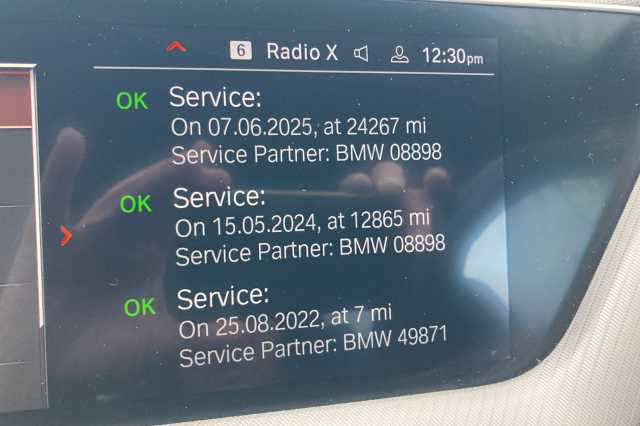 6 Radio X 12:30pm
OK Service:
On 07.06.2025, at 24267 mi
Service Partner: BMW 08898
OK Service:
On 15.05.2024, at 12865 mi
Service Partner: BMW 08898
OK Service:
On 25.08.2022, at 7 mi
Service Partner: BMW 49871